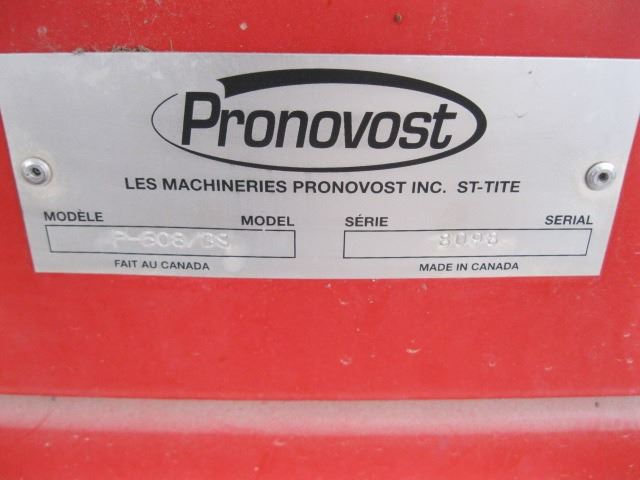 Pronovost
LES MACHINERIES PRONOVOST INC. ST-TITE
MODÈLE MODEL SÉRIE SERIAL
FAIT AU CANADA MADE IN CANADA